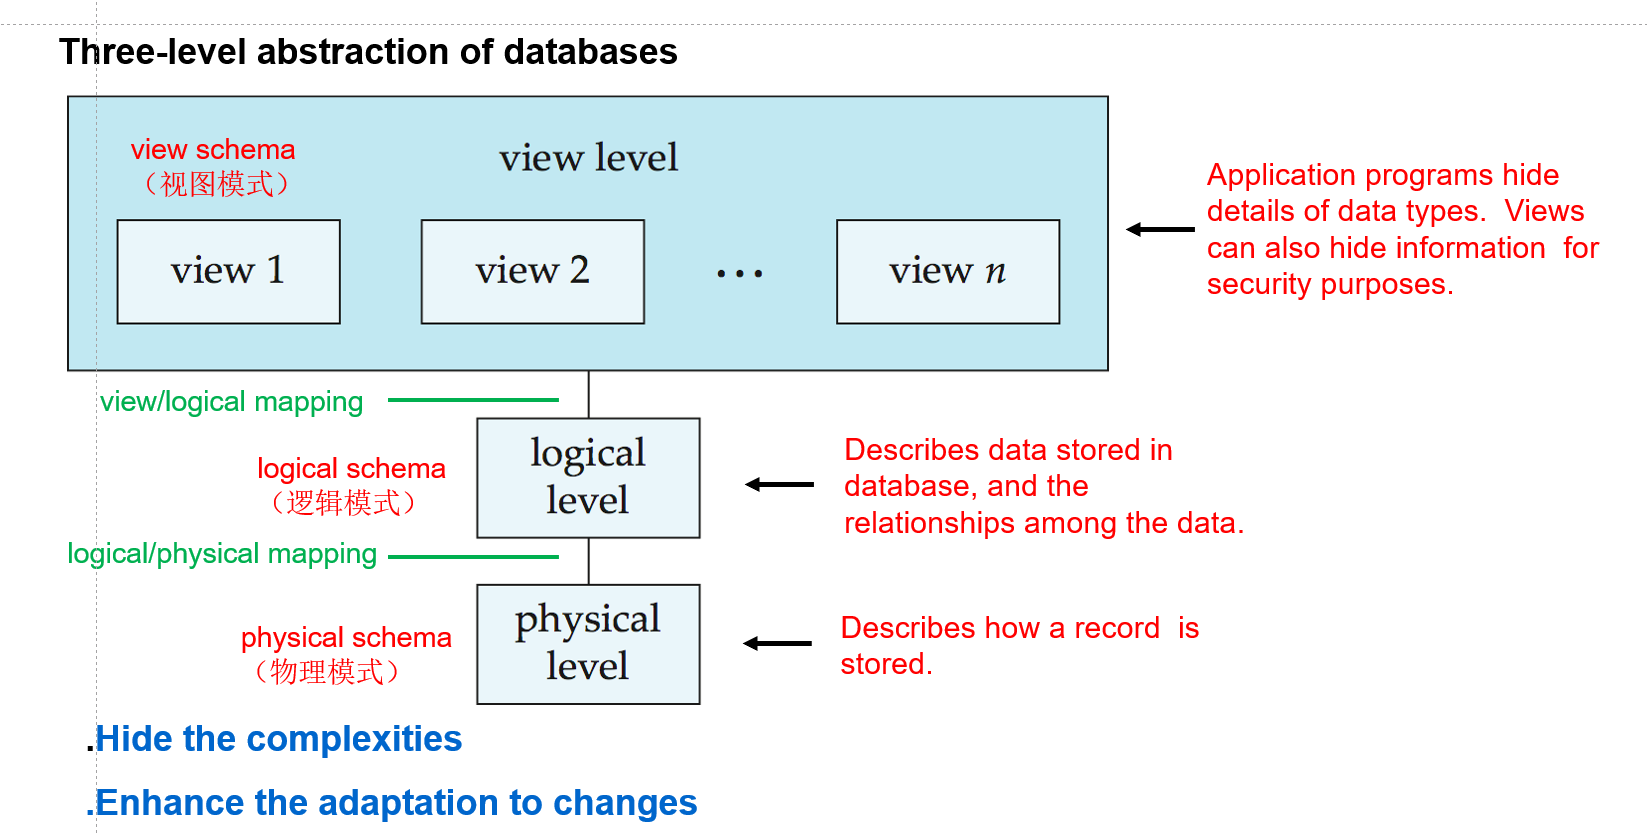 Three-level abstraction of databases
view schema
（视图模式）
view level
view 1
view 2
...
view n
Application programs hide
details of data types.  Views
can also hide information  for
security purposes.
view/logical mapping
logical schema
（逻辑模式）
logical
level
Describes data stored in
database, and the
relationships among the data.
logical/physical mapping
physical schema
（物理模式）
physical
level
Describes how a record  is
stored.
.Hide the complexities
.Enhance the adaptation to changes